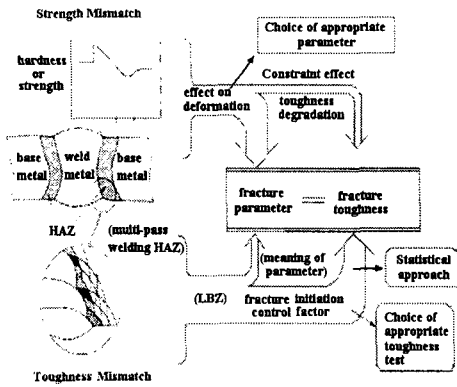 Strength Mismatch
hardness
or
strength
Choice of appropriate
parameter
Constraint effect
effect on
deformation
toughness
degradation
base
metal
weld
metal
base
metal
fracture
parameter
=
fracture
toughness
HAZ
(multi-pass
welding HAZ)
(meaning of
parameter)
Statistical
approach
(LBZ)
fracture initiation
control factor
Choice of
appropriate
toughness
test
Toughness Mismatch